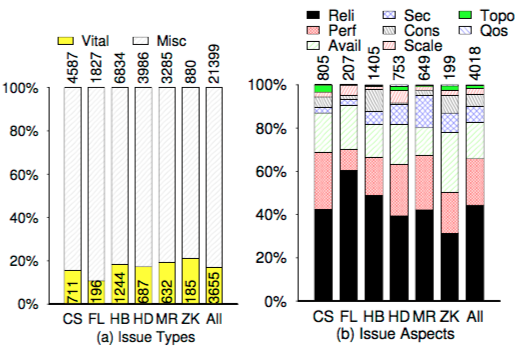 Vital Misc
4587 1827 6834 3986 3285 880 21399
100%
80%
60%
40%
20%
0%
711 196 1244 687 632 185 3655
CS FL HB HD MR ZK All
(a) Issue Types
Reli Sec Topo
Perf Cons Qos
Avail Scale
805 207 1405 753 649 199 4018
100%
80%
60%
40%
20%
0%
CS FL HB HD MR ZK All
(b) Issue Aspects